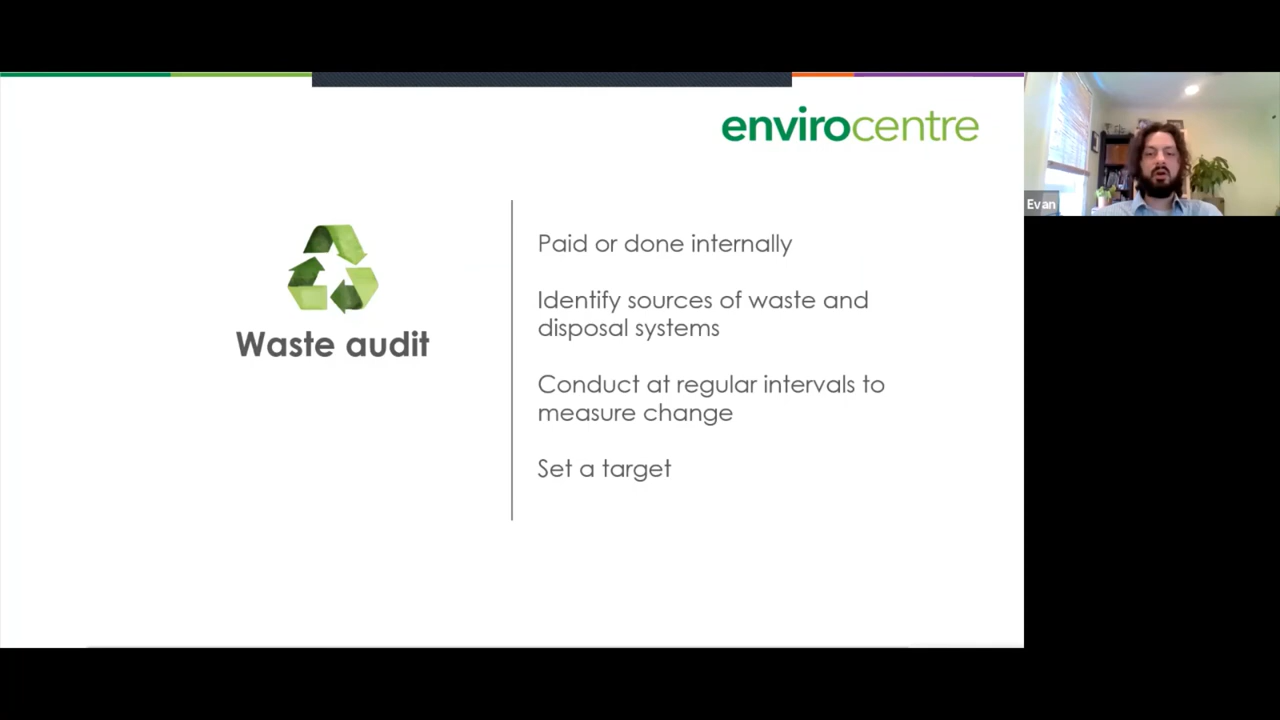 envirocentre
Evan
Waste audit
Paid or done internally
Identify sources of waste and
disposal systems
Conduct at regular intervals to
measure change
Set a target